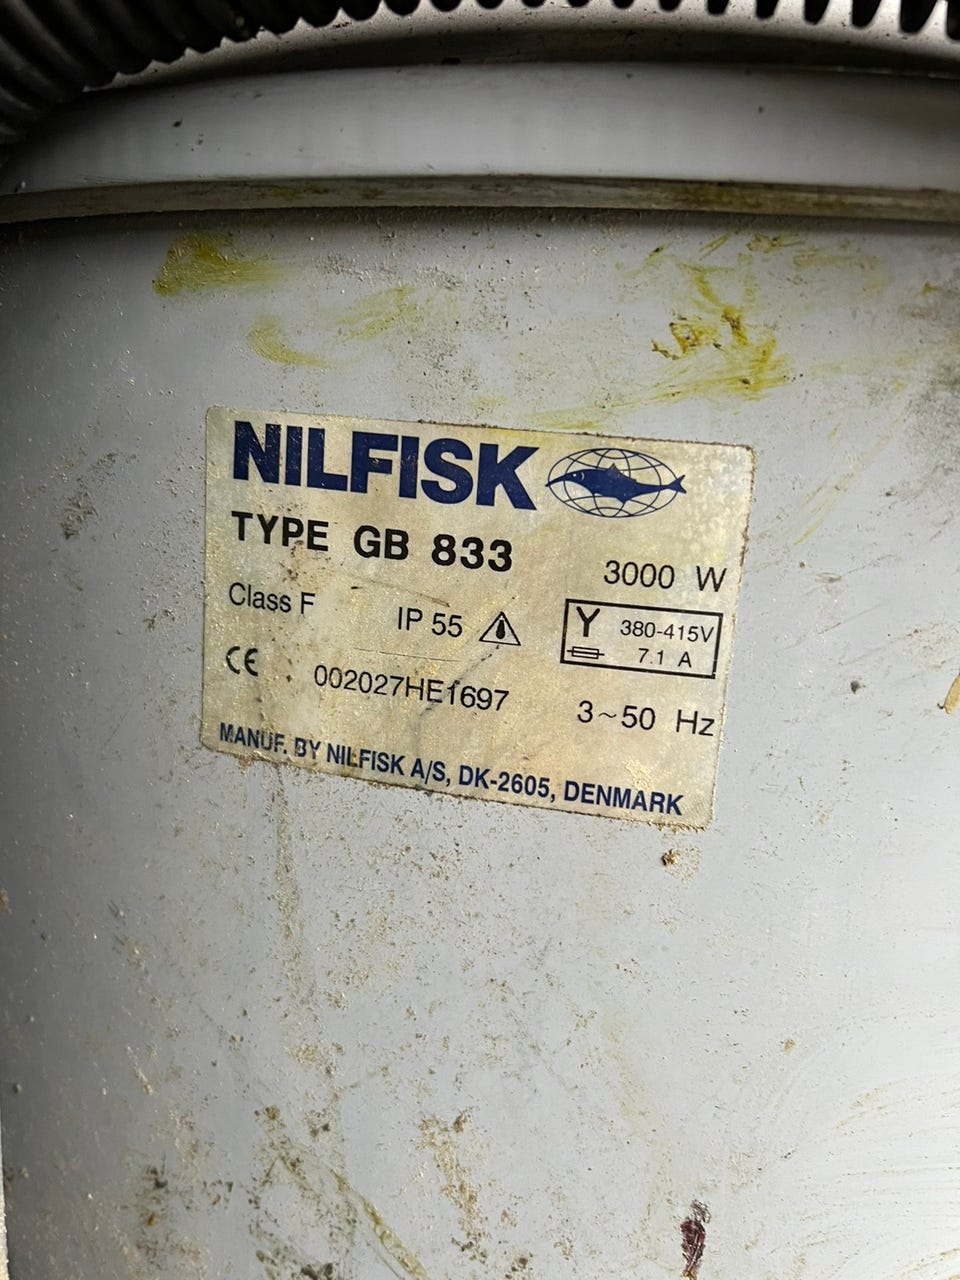 NILFISK
TYPE GB 833
3000 W
Class F
IP 55
Y 380-415V
7.1 A
CE 002027HE1697
3~50 Hz
MANUF. BY NILFISK A/S, DK-2605, DENMARK